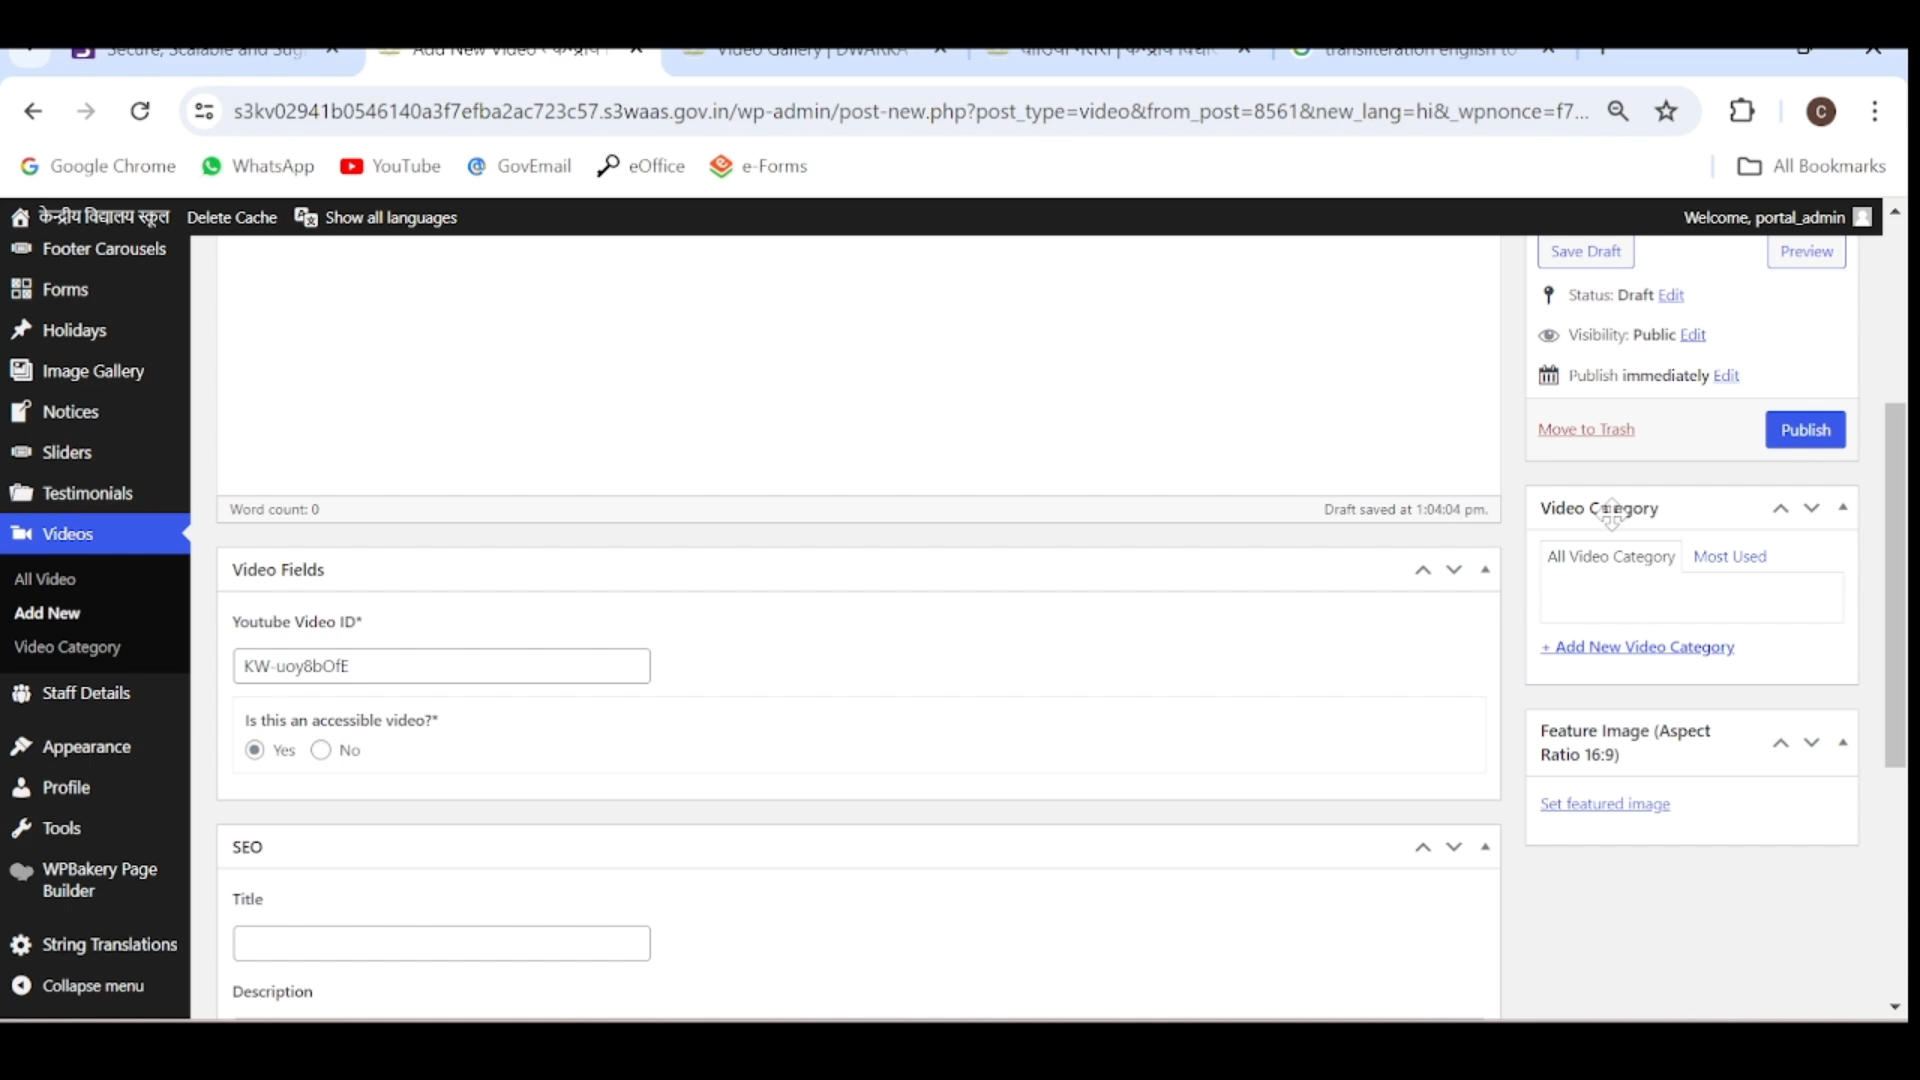 Secure, Scalable and Sug
Add New Video ‹ केन्द्रीय वि
Video Gallery | DWARKA
transliteration english to
s3kv02941b0546140a3f7efba2ac723c57.s3waas.gov.in/wp-admin/post-new.php?post_type=video&from_post=8561&new_lang=hi&_wpnonce=f7...
C
Google Chrome
WhatsApp
YouTube
GovEmail
eOffice
e-Forms
All Bookmarks
केन्द्रीय विद्यालय स्कूल
Delete Cache
Show all languages
Welcome, portal_admin
Footer Carousels
Forms
Holidays
Image Gallery
Notices
Sliders
Testimonials
Videos
All Video
Add New
Video Category
Staff Details
Appearance
Profile
Tools
WPBakery Page
Builder
String Translations
Collapse menu
Word count: 0
Draft saved at 1:04:04 pm.
Video Fields
Youtube Video ID*
KW-uoy8bOfE
Is this an accessible video?*
Yes
No
SEO
Title
Description
Save Draft
Preview
Status: Draft Edit
Visibility: Public Edit
Publish immediately Edit
Move to Trash
Publish
Video Category
All Video Category
Most Used
+ Add New Video Category
Feature Image (Aspect
Ratio 16:9)
Set featured image